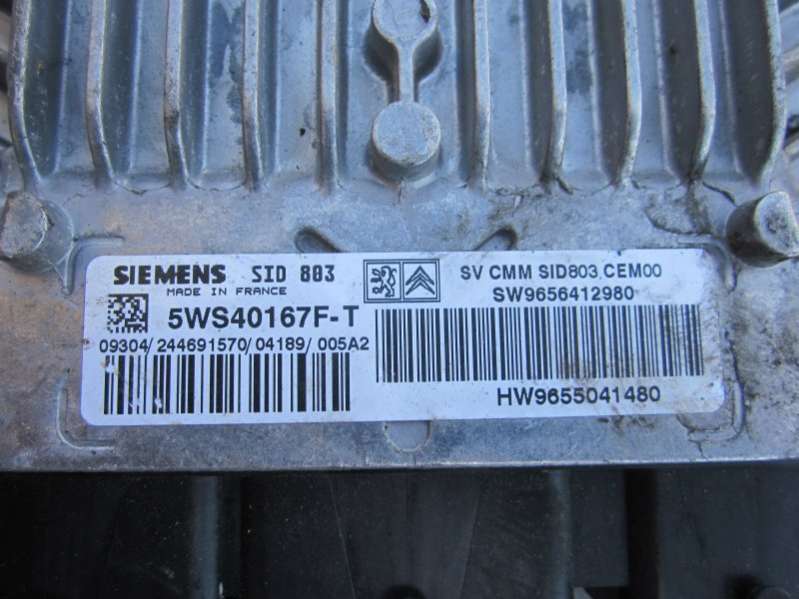 SIEMENS SID 803
MADE IN FRANCE
5WS40167F-T
09304/244691570/04189/005A2
SV CMM SID803 CEM00
SW9656412980
HW9655041480